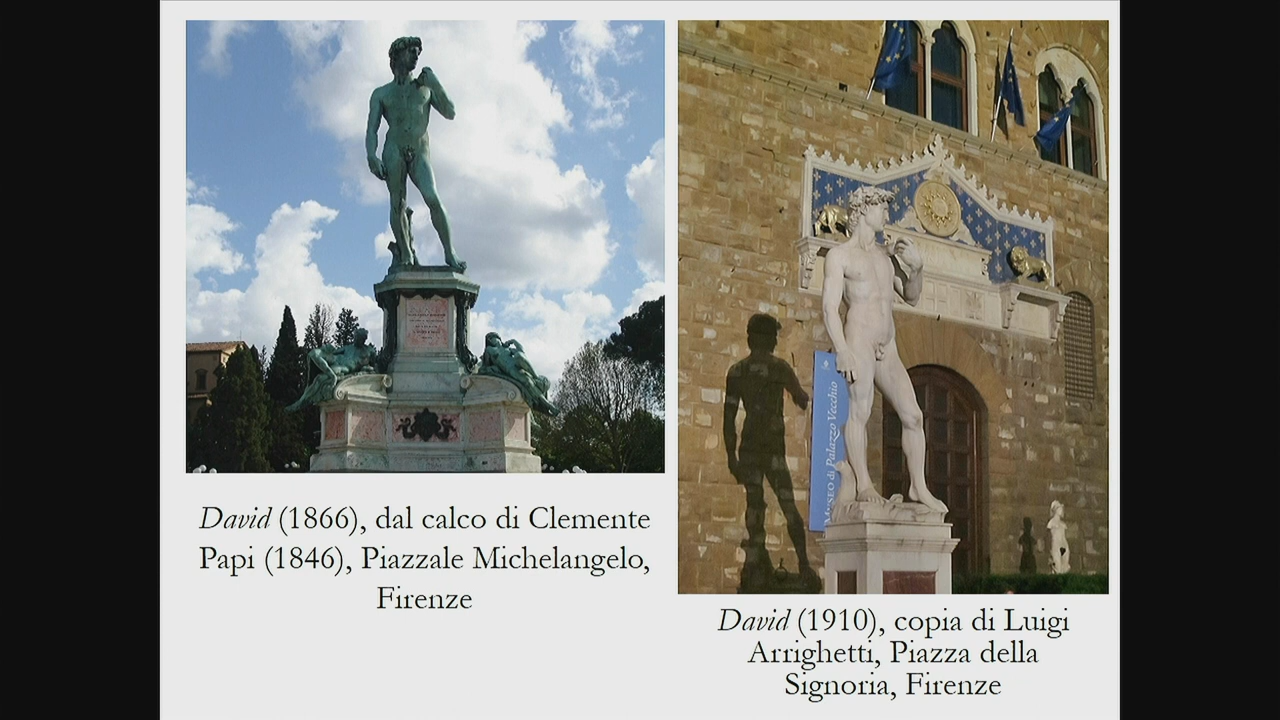 David (1866), dal calco di Clemente
Papi (1846), Piazzale Michelangelo,
Firenze
MUSEO di Palazzo Vecchio
David (1910), copia di Luigi
Arrighetti, Piazza della
Signoria, Firenze